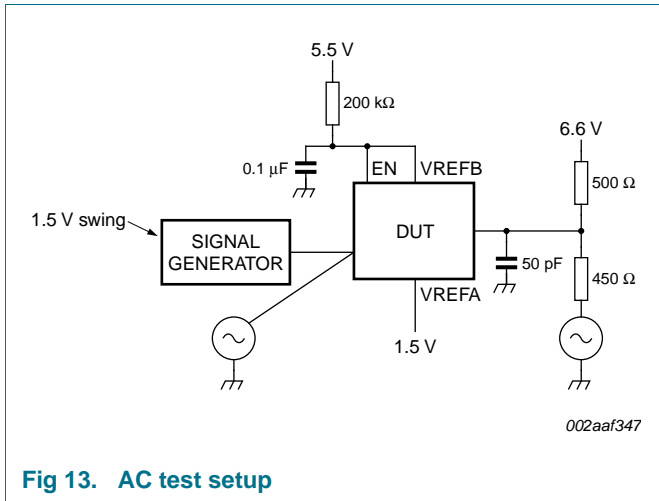 5.5 V
200 kΩ
6.6 V
0.1 μF
EN
VREFB
500 Ω
1.5 V swing
SIGNAL
GENERATOR
DUT
50 pF
450 Ω
VREFA
1.5 V
002aaf347
Fig 13. AC test setup